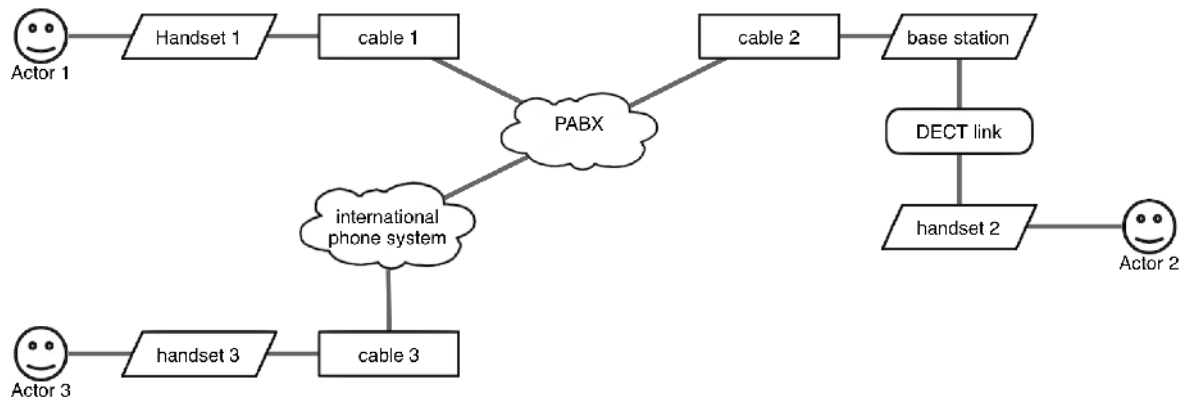 Handset 1
cable 1
cable 2
base station
Actor 1
PABX
DECT link
international
phone system
handset 2
Actor 2
handset 3
cable 3
Actor 3